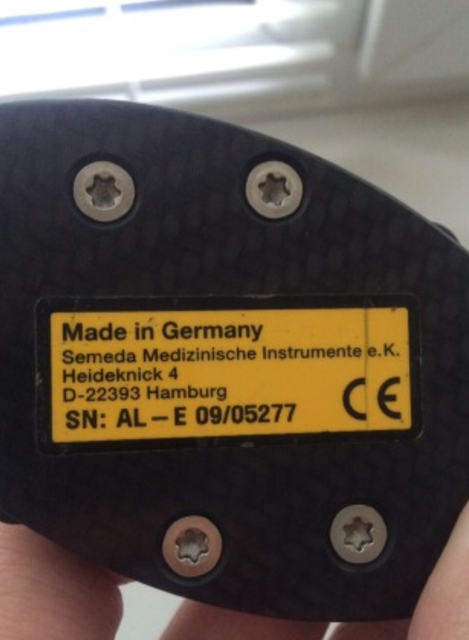 Made in Germany
Semeda Medizinische Instrumente e.K.
Heideknick 4
D-22393 Hamburg
SN: AL – E 09/05277
CE